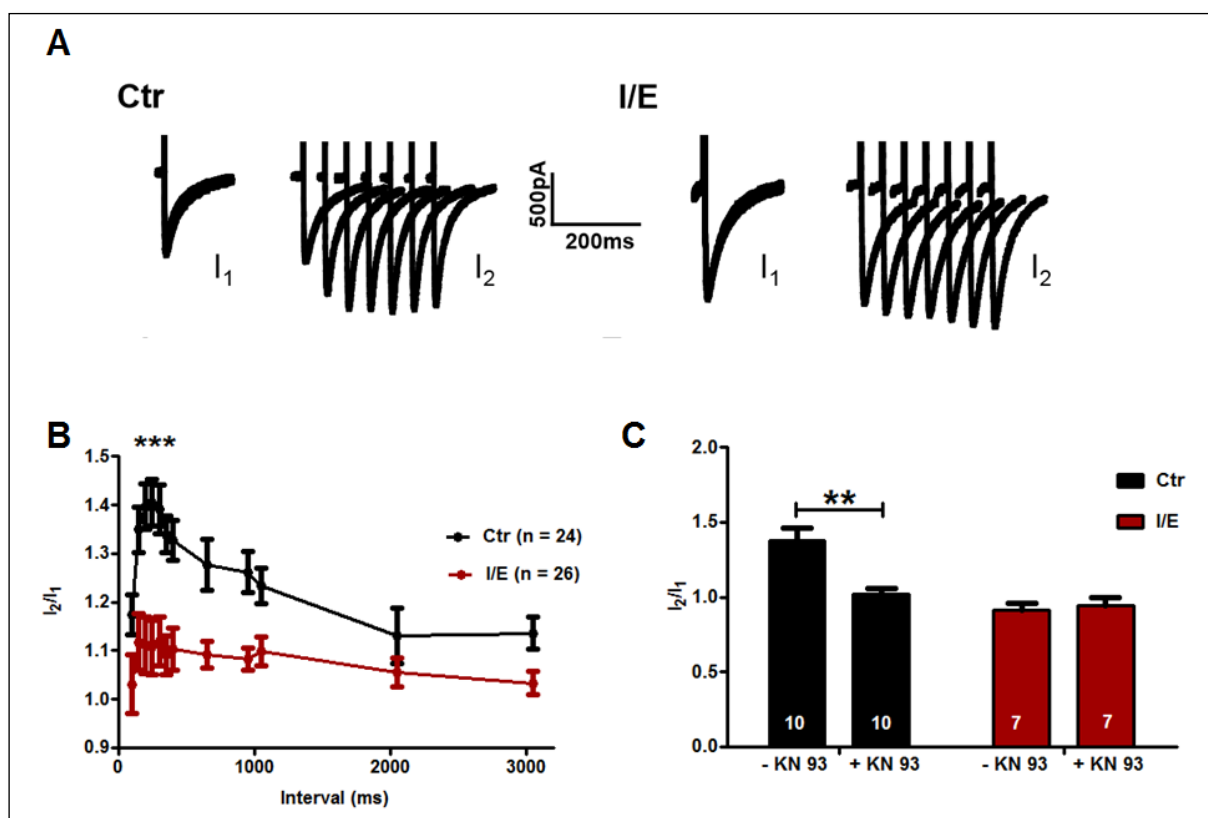 A
Ctr
I/E
I1
I2
500pA
200ms
I1
I2
B
***
1.5
1.4
1.3
1.2
1.1
1.0
0.9
I2/I1
Ctr (n = 24)
I/E (n = 26)
0
1000
2000
3000
Interval (ms)
C
2.0
1.5
1.0
0.5
0.0
I2/I1
**
Ctr
I/E
10
10
7
7
- KN 93
+ KN 93
- KN 93
+ KN 93